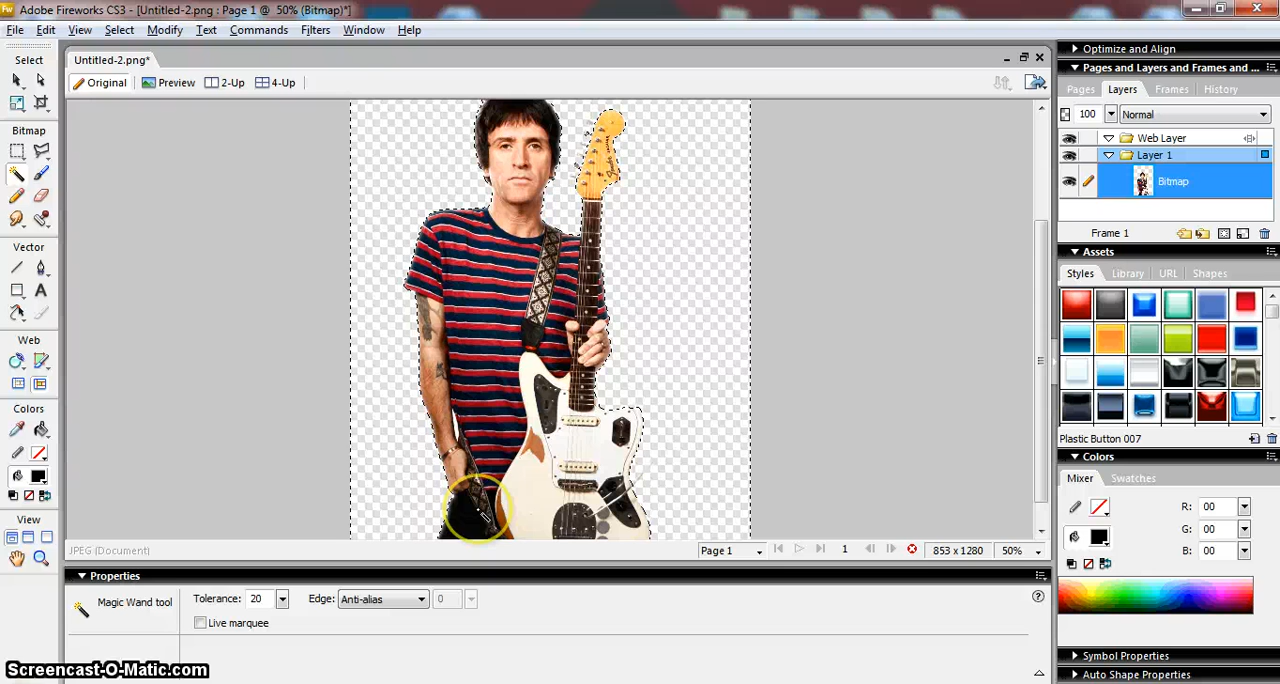 Adobe Fireworks CS3 - [Untitled-2.png : Page 1 @ 50% (Bitmap)*]
File Edit View Select Modify Text Commands Filters Window Help
Select
Bitmap
Vector
Web
Colors
View
Untitled-2.png*
Original Preview 2-Up 4-Up
JPEG (Document)
Page 1 1 853 x 1280 50%
Properties
Magic Wand tool
Tolerance: 20 Edge: Anti-alias 0
Live marquee
Optimize and Align
Pages and Layers and Frames and ...
Pages Layers Frames History
100 Normal
Web Layer
Layer 1
Bitmap
Frame 1
Assets
Styles Library URL Shapes
Plastic Button 007
Colors
Mixer Swatches
R: 00
G: 00
B: 00
Symbol Properties
Auto Shape Properties
Screencast-O-Matic.com